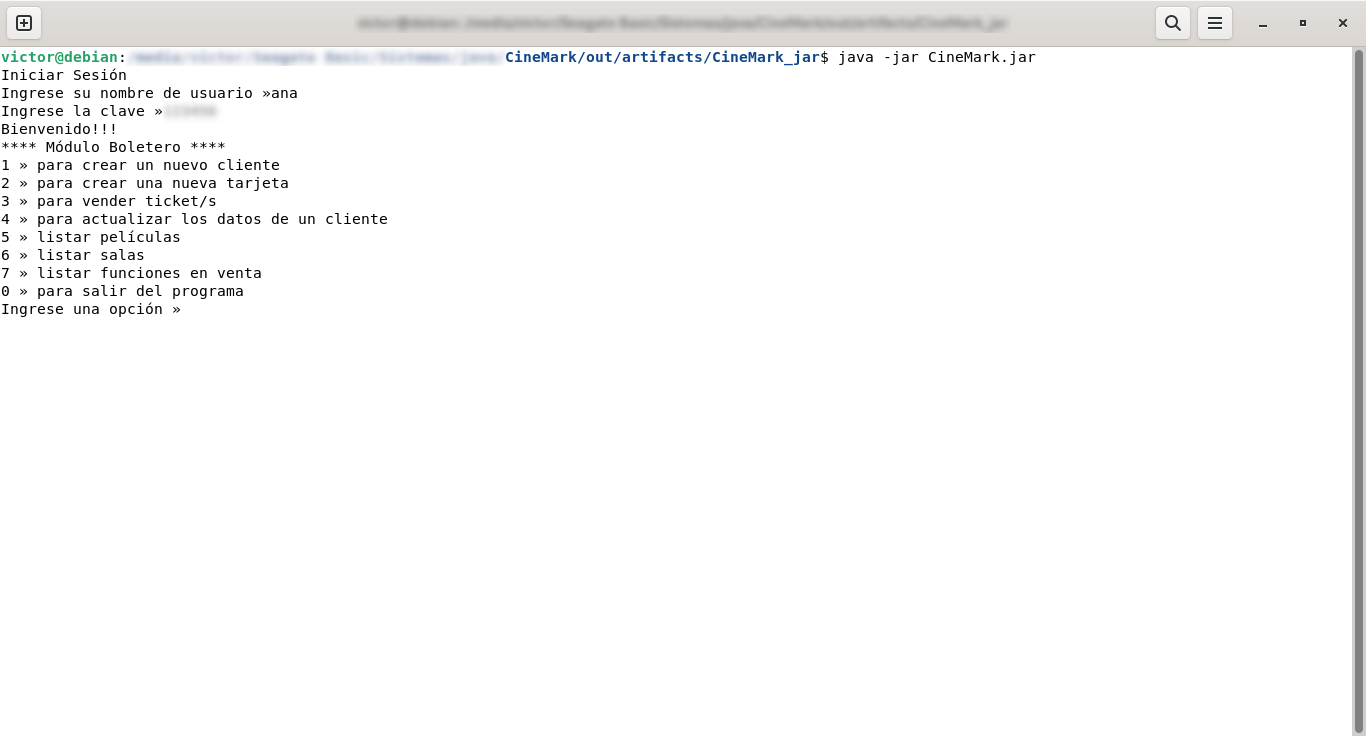 victor@debian: CineMark/out/artifacts/CineMark_jar$ java -jar CineMark.jar
Iniciar Sesión
Ingrese su nombre de usuario »ana
Ingrese la clave »
Bienvenido!!!
**** Módulo Boletero ****
1 » para crear un nuevo cliente
2 » para crear una nueva tarjeta
3 » para vender ticket/s
4 » para actualizar los datos de un cliente
5 » listar películas
6 » listar salas
7 » listar funciones en venta
0 » para salir del programa
Ingrese una opción »